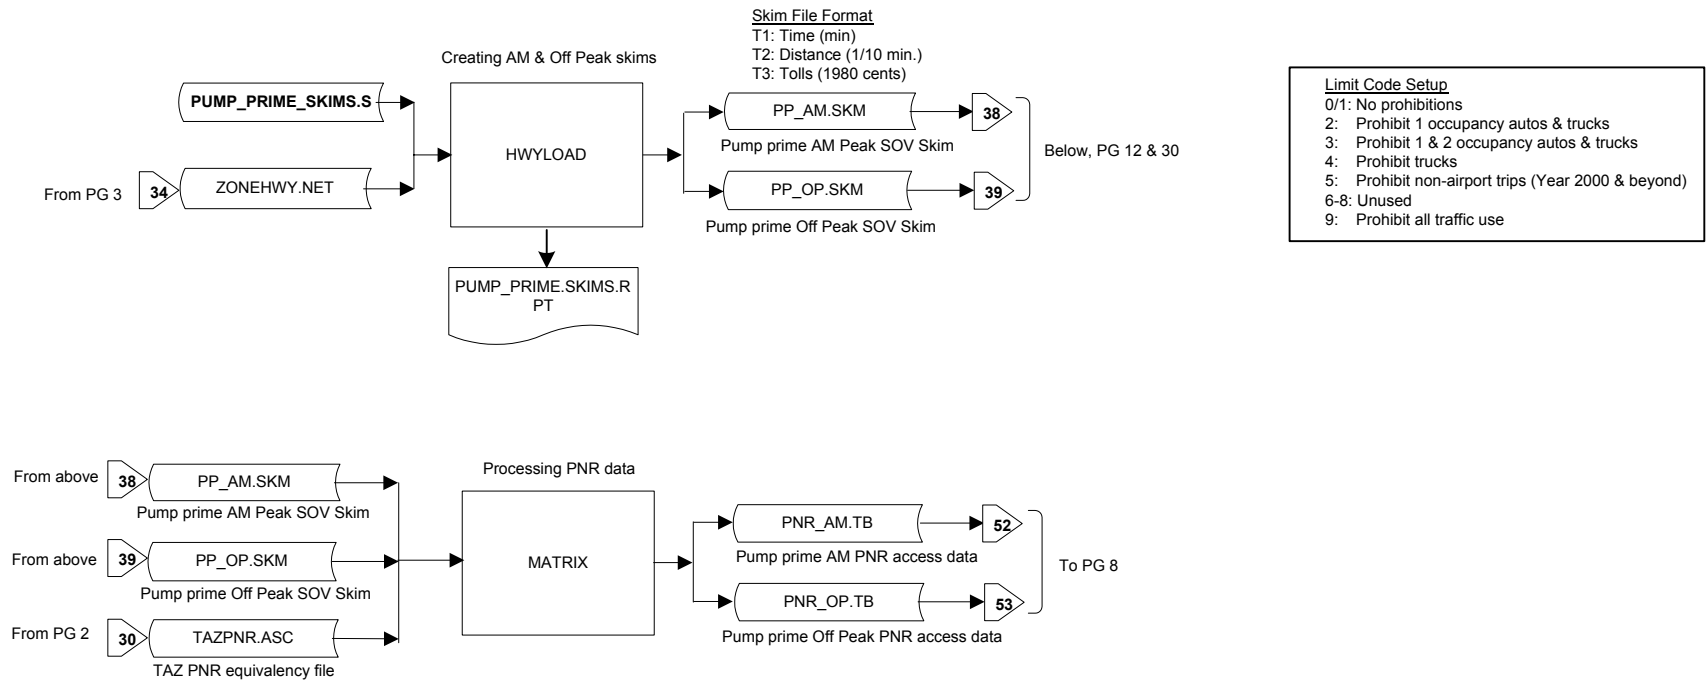 Skim File Format
T1: Time (min)
T2: Distance (1/10 min.)
T3: Tolls (1980 cents)
Creating AM & Off Peak skims
PUMP_PRIME_SKIMS.S
From PG 3
34
ZONEHWY.NET
HWYLOAD
PP_AM.SKM
38
Pump prime AM Peak SOV Skim
PP_OP.SKM
39
Pump prime Off Peak SOV Skim
Below, PG 12 & 30
PUMP_PRIME.SKIMS.R
PT
Limit Code Setup
0/1: No prohibitions
2: Prohibit 1 occupancy autos & trucks
3: Prohibit 1 & 2 occupancy autos & trucks
4: Prohibit trucks
5: Prohibit non-airport trips (Year 2000 & beyond)
6-8: Unused
9: Prohibit all traffic use
Processing PNR data
From above
38
PP_AM.SKM
Pump prime AM Peak SOV Skim
From above
39
PP_OP.SKM
Pump prime Off Peak SOV Skim
From PG 2
30
TAZPNR.ASC
TAZ PNR equivalency file
MATRIX
PNR_AM.TB
52
Pump prime AM PNR access data
PNR_OP.TB
53
Pump prime Off Peak PNR access data
To PG 8